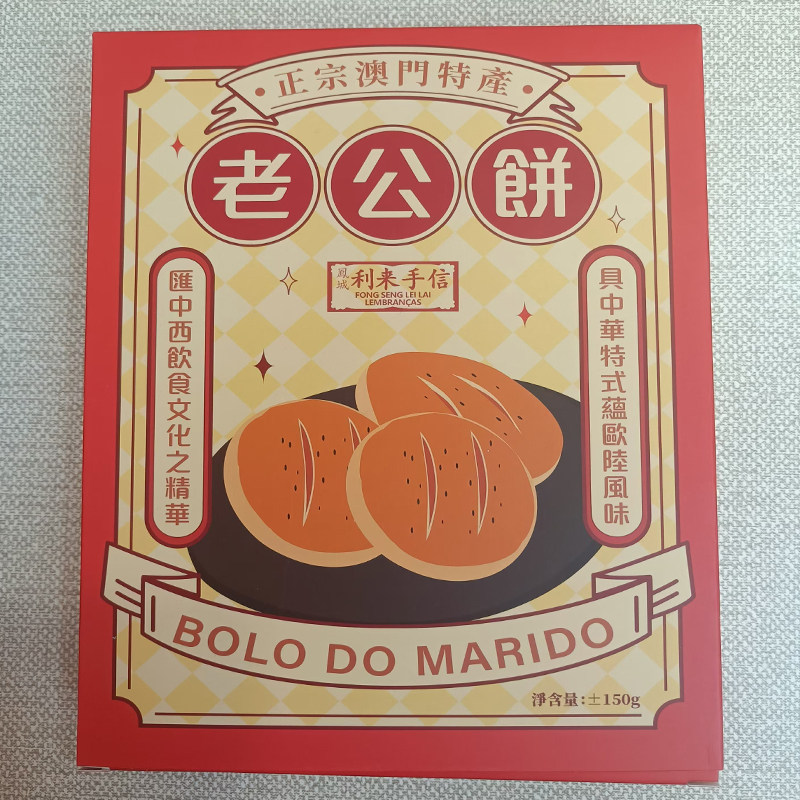 正宗澳門特產
老公餅
鳳城
利来手信
FONG SENG LEI LAI
LEMBRANÇAS
匯中西飲食文化之精華
具中華特式蘊歐陸風味
BOLO DO MARIDO
淨含量:±150g